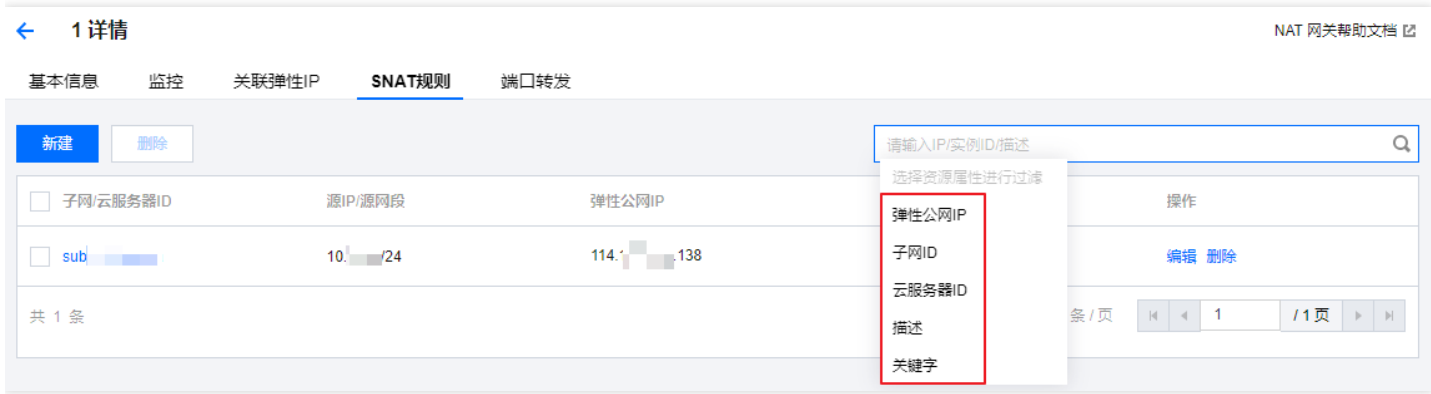 1 详情
NAT 网关帮助文档
基本信息 监控 关联弹性IP SNAT规则 端口转发
新建 删除
请输入IP/实例ID/描述
选择资源属性进行过滤
子网/云服务器ID 源IP/源网段 弹性公网IP 操作
弹性公网IP
子网ID
sub 10. /24 114. .138 编辑 删除
云服务器ID
共 1 条
条/页 1 /1页
描述
关键字